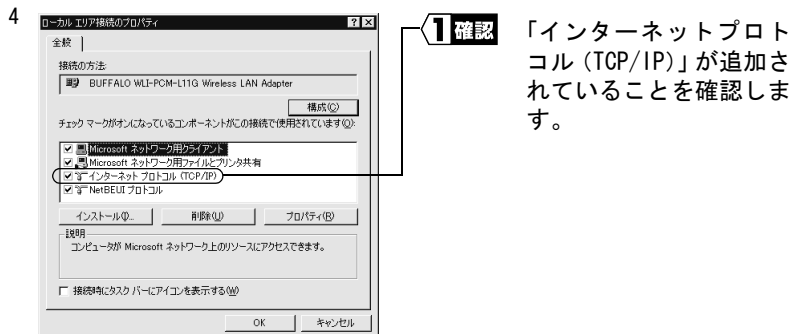 4
ローカル エリア接続のプロパティ
全般
接続の方法:
BUFFALO WLI-PCM-L11G Wireless LAN Adapter
構成(C)
チェック マークがオンになっているコンポーネントがこの接続で使用されています(O):
Microsoft ネットワーク用クライアント
Microsoft ネットワーク用ファイルとプリンタ共有
インターネット プロトコル (TCP/IP)
NetBEUI プロトコル
インストール(I)... 削除(U) プロパティ(R)
説明
コンピュータが Microsoft ネットワーク上のリソースにアクセスできます。
接続時にタスク バーにアイコンを表示する(W)
OK キャンセル
1 確認
「インターネットプロト
コル(TCP/IP)」が追加さ
れていることを確認しま
す。